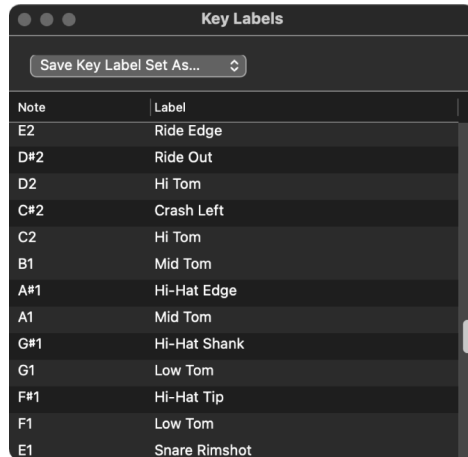 Key Labels
Save Key Label Set As...
Note Label
E2 Ride Edge
D#2 Ride Out
D2 Hi Tom
C#2 Crash Left
C2 Hi Tom
B1 Mid Tom
A#1 Hi-Hat Edge
A1 Mid Tom
G#1 Hi-Hat Shank
G1 Low Tom
F#1 Hi-Hat Tip
F1 Low Tom
E1 Snare Rimshot